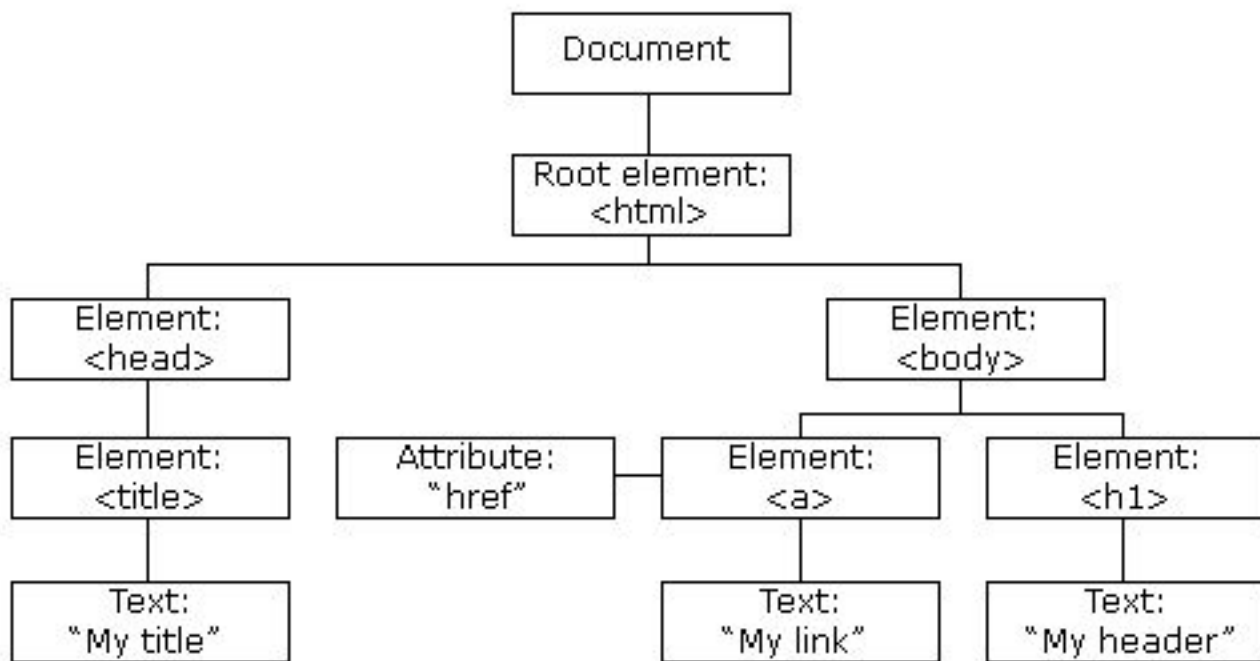 Document
Root element:
<html>
Element:
<head>
Element:
<body>
Element:
<title>
Attribute:
“href”
Element:
<a>
Element:
<h1>
Text:
“My title”
Text:
“My link”
Text:
“My header”